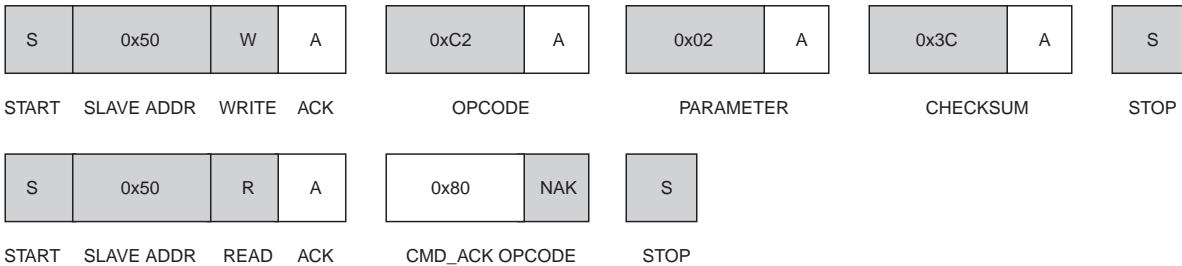 S 0x50 W A 0xC2 A 0x02 A 0x3C A S
START SLAVE ADDR WRITE ACK OPCODE PARAMETER CHECKSUM STOP
S 0x50 R A 0x80 NAK S
START SLAVE ADDR READ ACK CMD_ACK OPCODE STOP